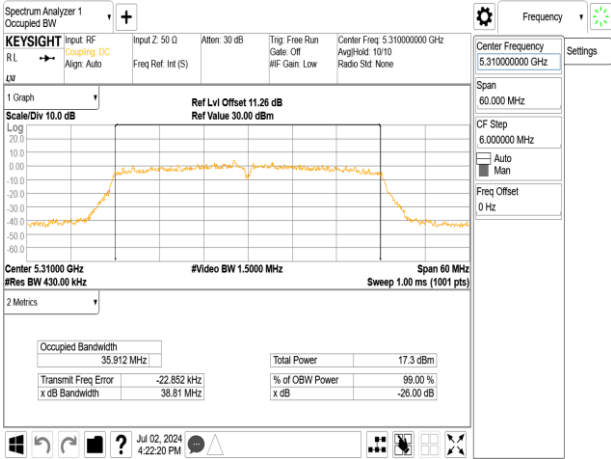 Spectrum Analyzer 1
Occupied BW
Frequency
KEYSIGHT
Input: RF
Coupling: DC
Align: Auto
Input Z: 50 Ω
Freq Ref: Int (S)
Atten: 30 dB
Trig: Free Run
Gate: Off
#IF Gain: Low
Center Freq: 5.310000000 GHz
Avg|Hold: 10/10
Radio Std: None
RL
LXI
Center Frequency
5.310000000 GHz
Settings
Span
60.000 MHz
CF Step
6.000000 MHz
Auto
Man
Freq Offset
0 Hz
1 Graph
Scale/Div 10.0 dB
Ref Lvl Offset 11.26 dB
Ref Value 30.00 dBm
Log
20.0
10.0
0.00
-10.0
-20.0
-30.0
-40.0
-50.0
-60.0
Center 5.31000 GHz
#Video BW 1.5000 MHz
Span 60 MHz
#Res BW 430.00 kHz
Sweep 1.00 ms (1001 pts)
2 Metrics
Occupied Bandwidth
35.912 MHz
Total Power 17.3 dBm
Transmit Freq Error -22.852 kHz
% of OBW Power 99.00 %
x dB Bandwidth 38.81 MHz
x dB -26.00 dB
Jul 02, 2024
4:22:20 PM